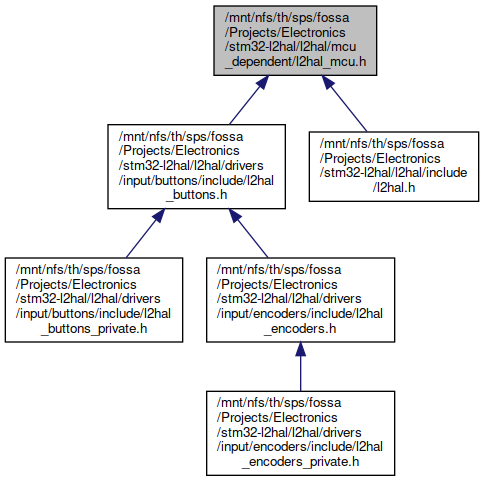 /mnt/nfs/th/sps/fossa
/Projects/Electronics
/stm32-l2hal/l2hal/mcu
_dependent/l2hal_mcu.h
/mnt/nfs/th/sps/fossa
/Projects/Electronics
/stm32-l2hal/l2hal/drivers
/input/buttons/include/l2hal
_buttons.h
/mnt/nfs/th/sps/fossa
/Projects/Electronics
/stm32-l2hal/l2hal/include
/l2hal.h
/mnt/nfs/th/sps/fossa
/Projects/Electronics
/stm32-l2hal/l2hal/drivers
/input/buttons/include/l2hal
_buttons_private.h
/mnt/nfs/th/sps/fossa
/Projects/Electronics
/stm32-l2hal/l2hal/drivers
/input/encoders/include/l2hal
_encoders.h
/mnt/nfs/th/sps/fossa
/Projects/Electronics
/stm32-l2hal/l2hal/drivers
/input/encoders/include/l2hal
_encoders_private.h